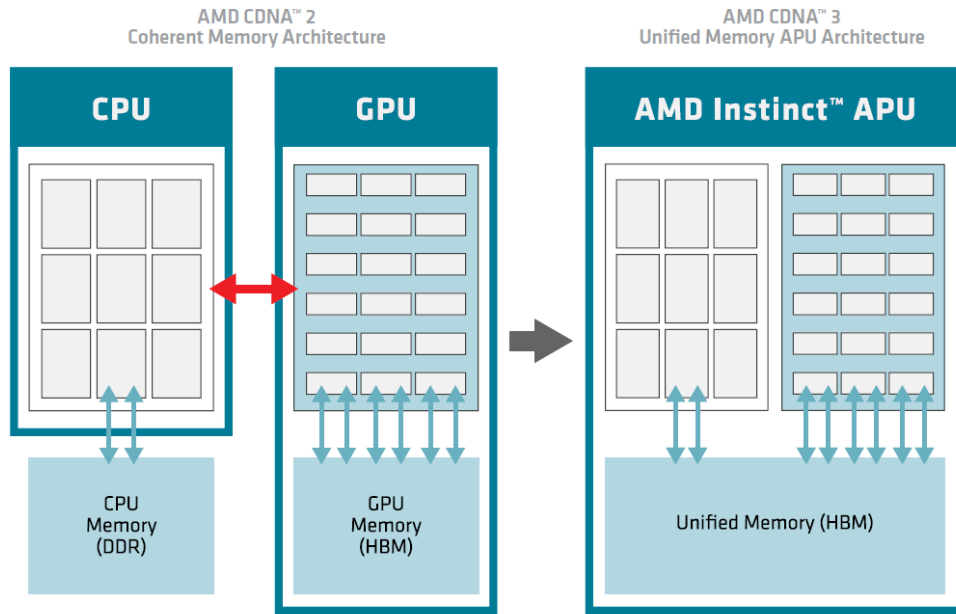 AMD CDNA™ 2
Coherent Memory Architecture
AMD CDNA™ 3
Unified Memory APU Architecture
CPU
GPU
AMD Instinct™ APU
CPU
Memory
(DDR)
GPU
Memory
(HBM)
Unified Memory (HBM)